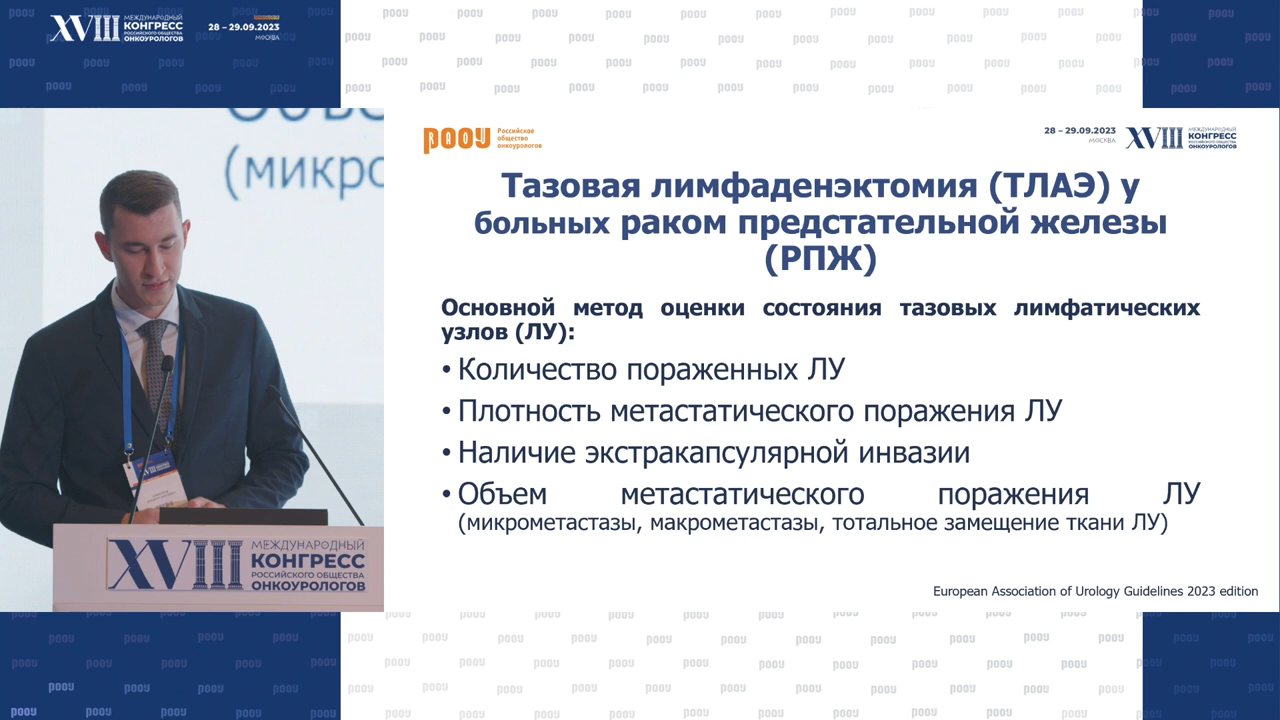 XVIII
МЕЖДУНАРОДНЫЙ
КОНГРЕСС
РОССИЙСКОГО ОБЩЕСТВА
ОНКОУРОЛОГОВ
28 – 29.09.2023
МОСКВА
(микро
РООУ
Российское
общество
онкоурологов
28 – 29.09.2023
МОСКВА
XVIII
МЕЖДУНАРОДНЫЙ
КОНГРЕСС
РОССИЙСКОГО ОБЩЕСТВА
ОНКОУРОЛОГОВ
Тазовая лимфаденэктомия (ТЛАЭ) у
больных раком предстательной железы
(РПЖ)
Основной метод оценки состояния тазовых лимфатических
узлов (ЛУ):
• Количество пораженных ЛУ
• Плотность метастатического поражения ЛУ
• Наличие экстракапсулярной инвазии
• Объем метастатического поражения ЛУ
(микрометастазы, макрометастазы, тотальное замещение ткани ЛУ)
European Association of Urology Guidelines 2023 edition
XVIII
МЕЖДУНАРОДНЫЙ
КОНГРЕСС
РОССИЙСКОГО ОБЩЕСТВА
ОНКОУРОЛОГОВ